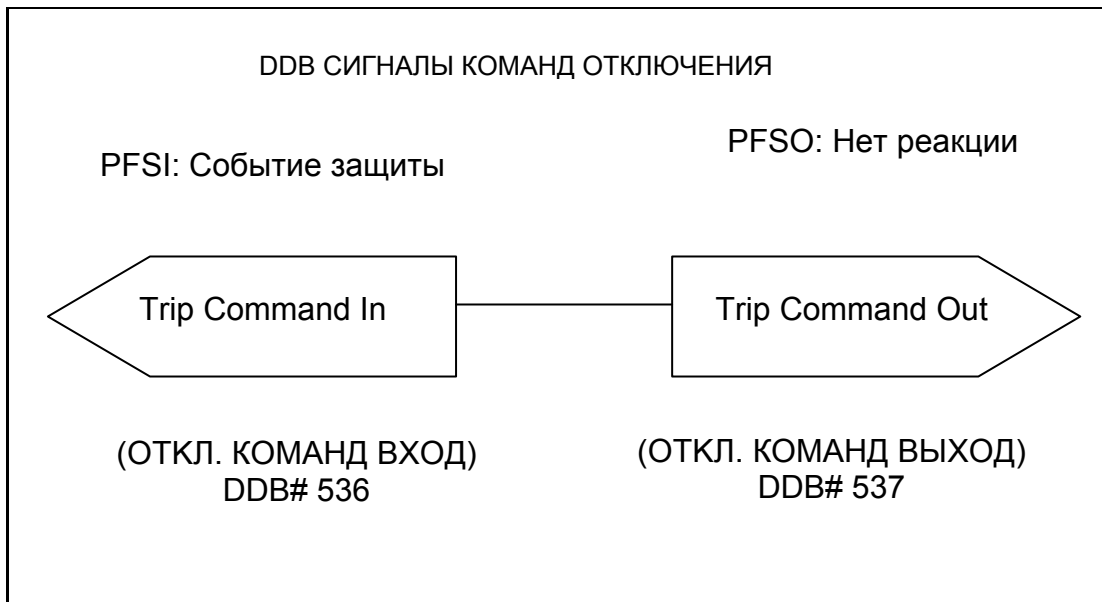 DDB СИГНАЛЫ КОМАНД ОТКЛЮЧЕНИЯ
PFSI: Событие защиты
PFSO: Нет реакции
Trip Command In
Trip Command Out
(ОТКЛ. КОМАНД ВХОД)
DDB# 536
(ОТКЛ. КОМАНД ВЫХОД)
DDB# 537